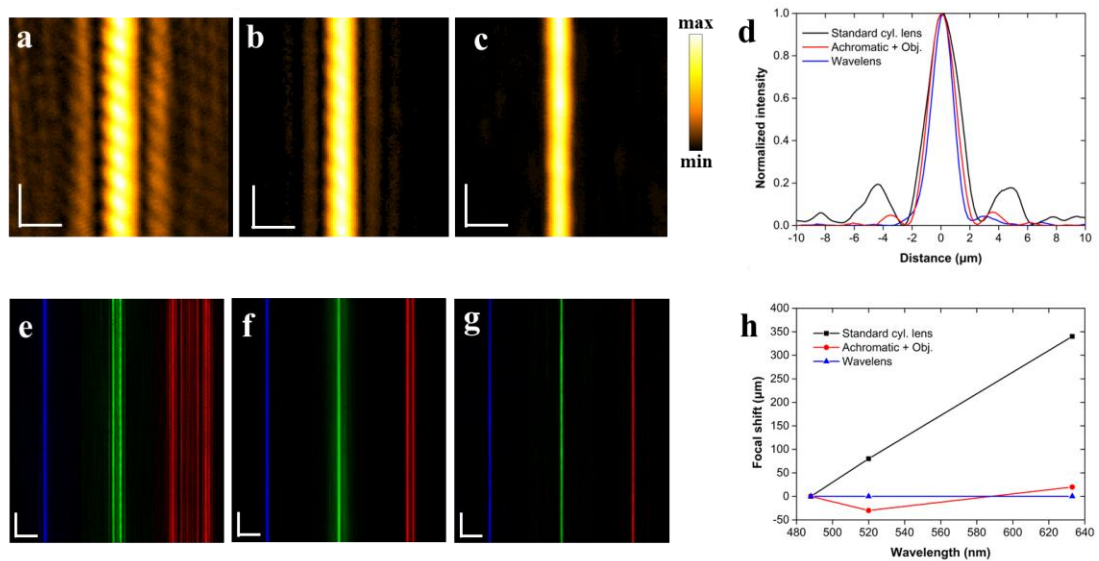 a
b
c
max
min
d
Standard cyl. lens
Achromatic + Obj.
Wavelens
Normalized intensity
1.0
0.8
0.6
0.4
0.2
0.0
-10 -8 -6 -4 -2 0 2 4 6 8 10
Distance (µm)
e
f
g
h
Standard cyl. lens
Achromatic + Obj.
Wavelens
Focal shift (µm)
400
350
300
250
200
150
100
50
0
-50
480 500 520 540 560 580 600 620 640
Wavelength (nm)